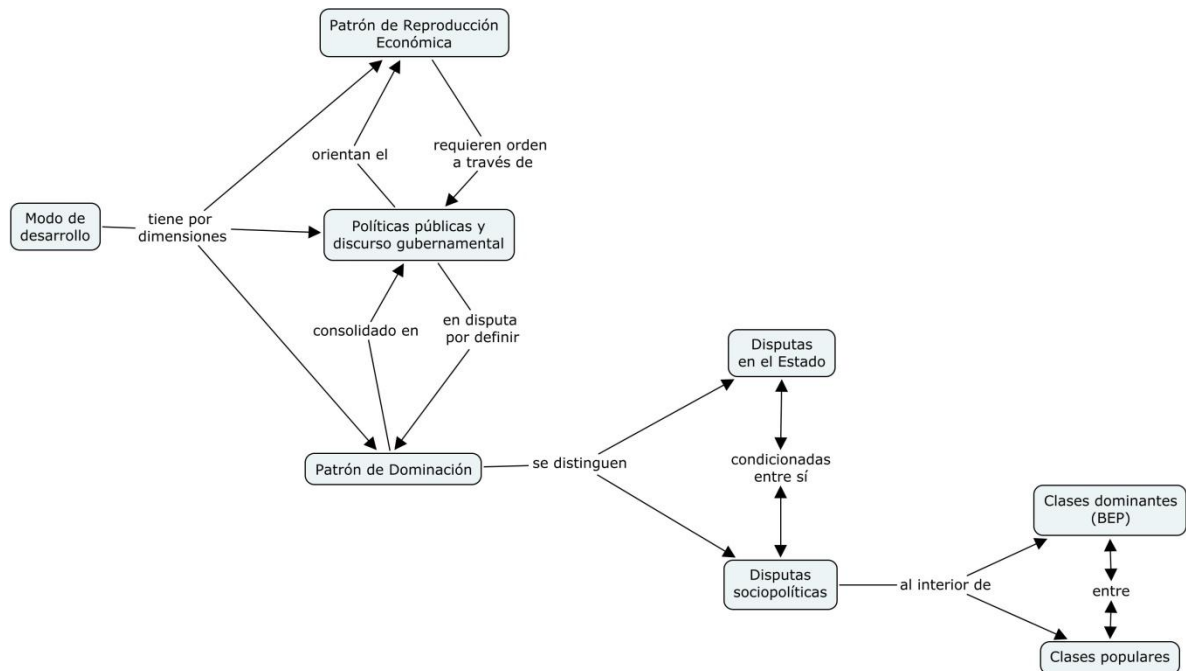 Patrón de Reproducción
Económica
orientan el
requieren orden
a través de
Modo de
desarrollo
tiene por
dimensiones
Políticas públicas y
discurso gubernamental
consolidado en
en disputa
por definir
Disputas
en el Estado
Patrón de Dominación
se distinguen
condicionadas
entre sí
Disputas
sociopolíticas
al interior de
Clases dominantes
(BEP)
entre
Clases populares